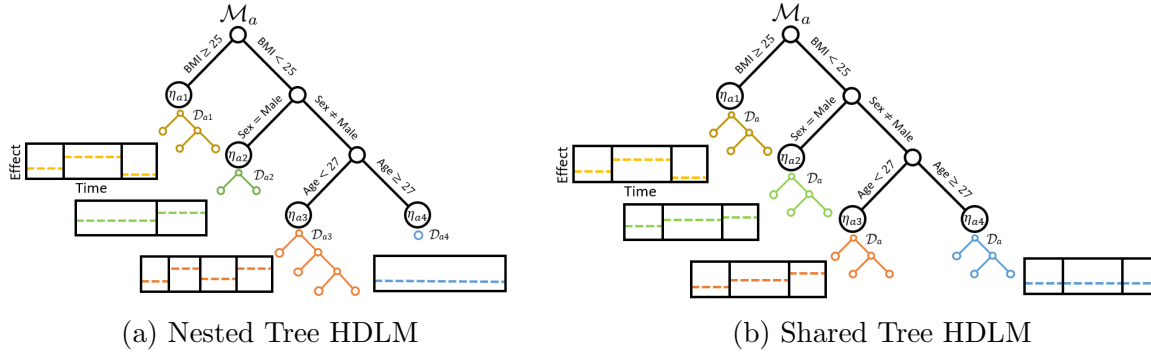 𝓜ₐ
BMI ≥ 25
BMI < 25
ηₐ₁
𝒟ₐ₁
Sex = Male
Sex ≠ Male
ηₐ₂
𝒟ₐ₂
Age < 27
Age ≥ 27
ηₐ₃
𝒟ₐ₃
ηₐ₄
𝒟ₐ₄
Effect
Time
(a) Nested Tree HDLM
𝓜ₐ
BMI ≥ 25
BMI < 25
ηₐ₁
𝒟ₐ
Sex = Male
Sex ≠ Male
ηₐ₂
𝒟ₐ
Age < 27
Age ≥ 27
ηₐ₃
𝒟ₐ
ηₐ₄
𝒟ₐ
Effect
Time
(b) Shared Tree HDLM